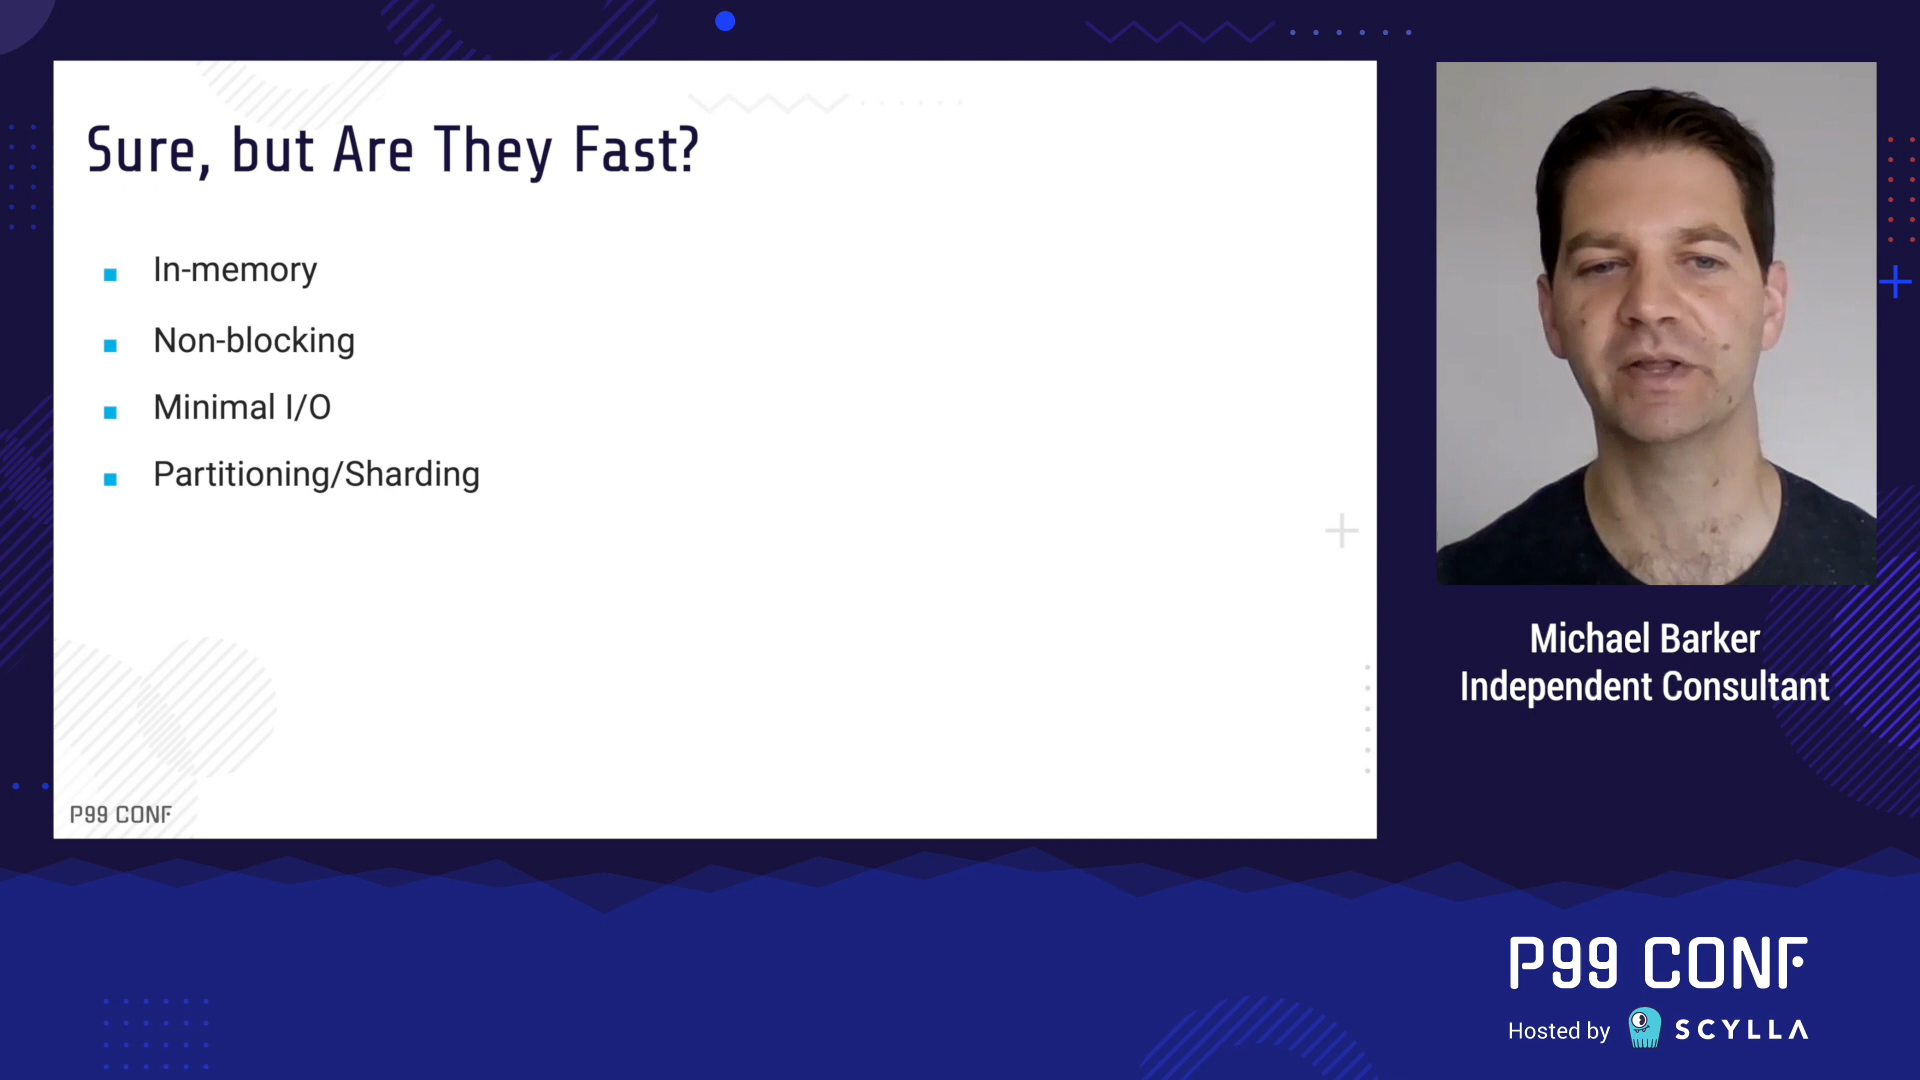 Sure, but Are They Fast?
In-memory
Non-blocking
Minimal I/O
Partitioning/Sharding
P99 CONF
Michael Barker
Independent Consultant
P99 CONF
Hosted by SCYLLA